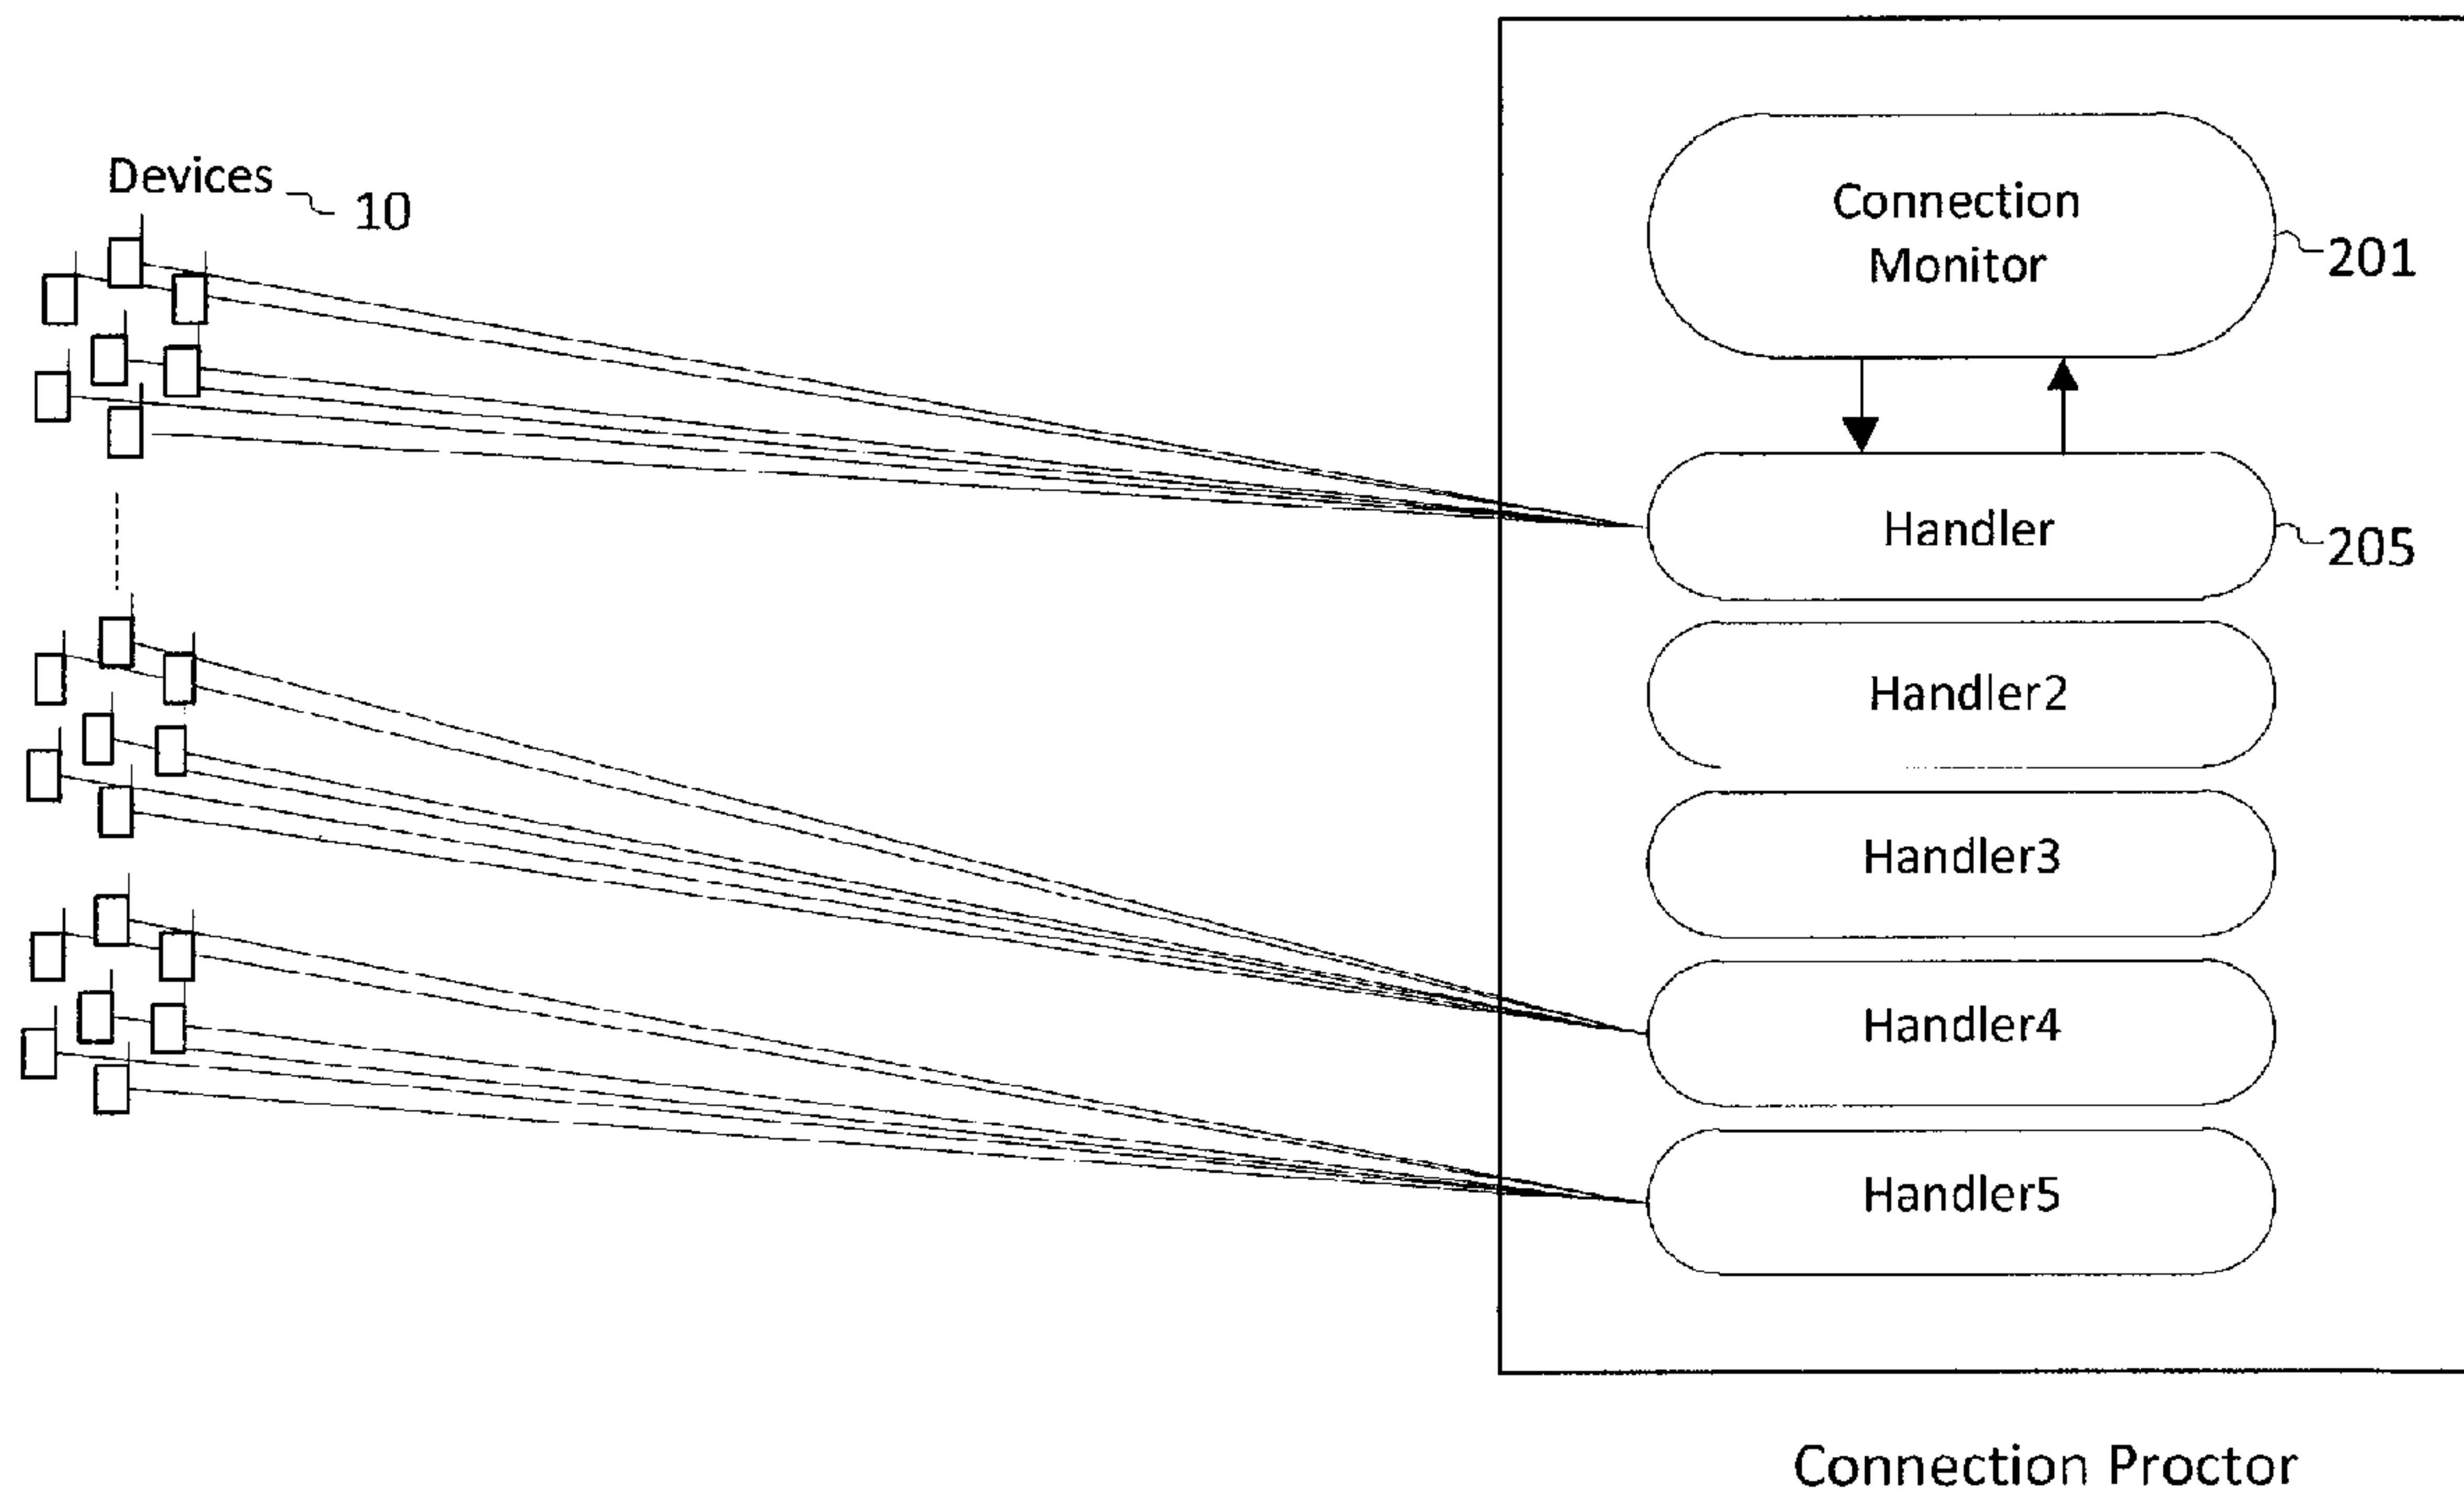 Devices 10
Connection
Monitor
201
Handler
205
Handler2
Handler3
Handler4
Handler5
Connection Proctor